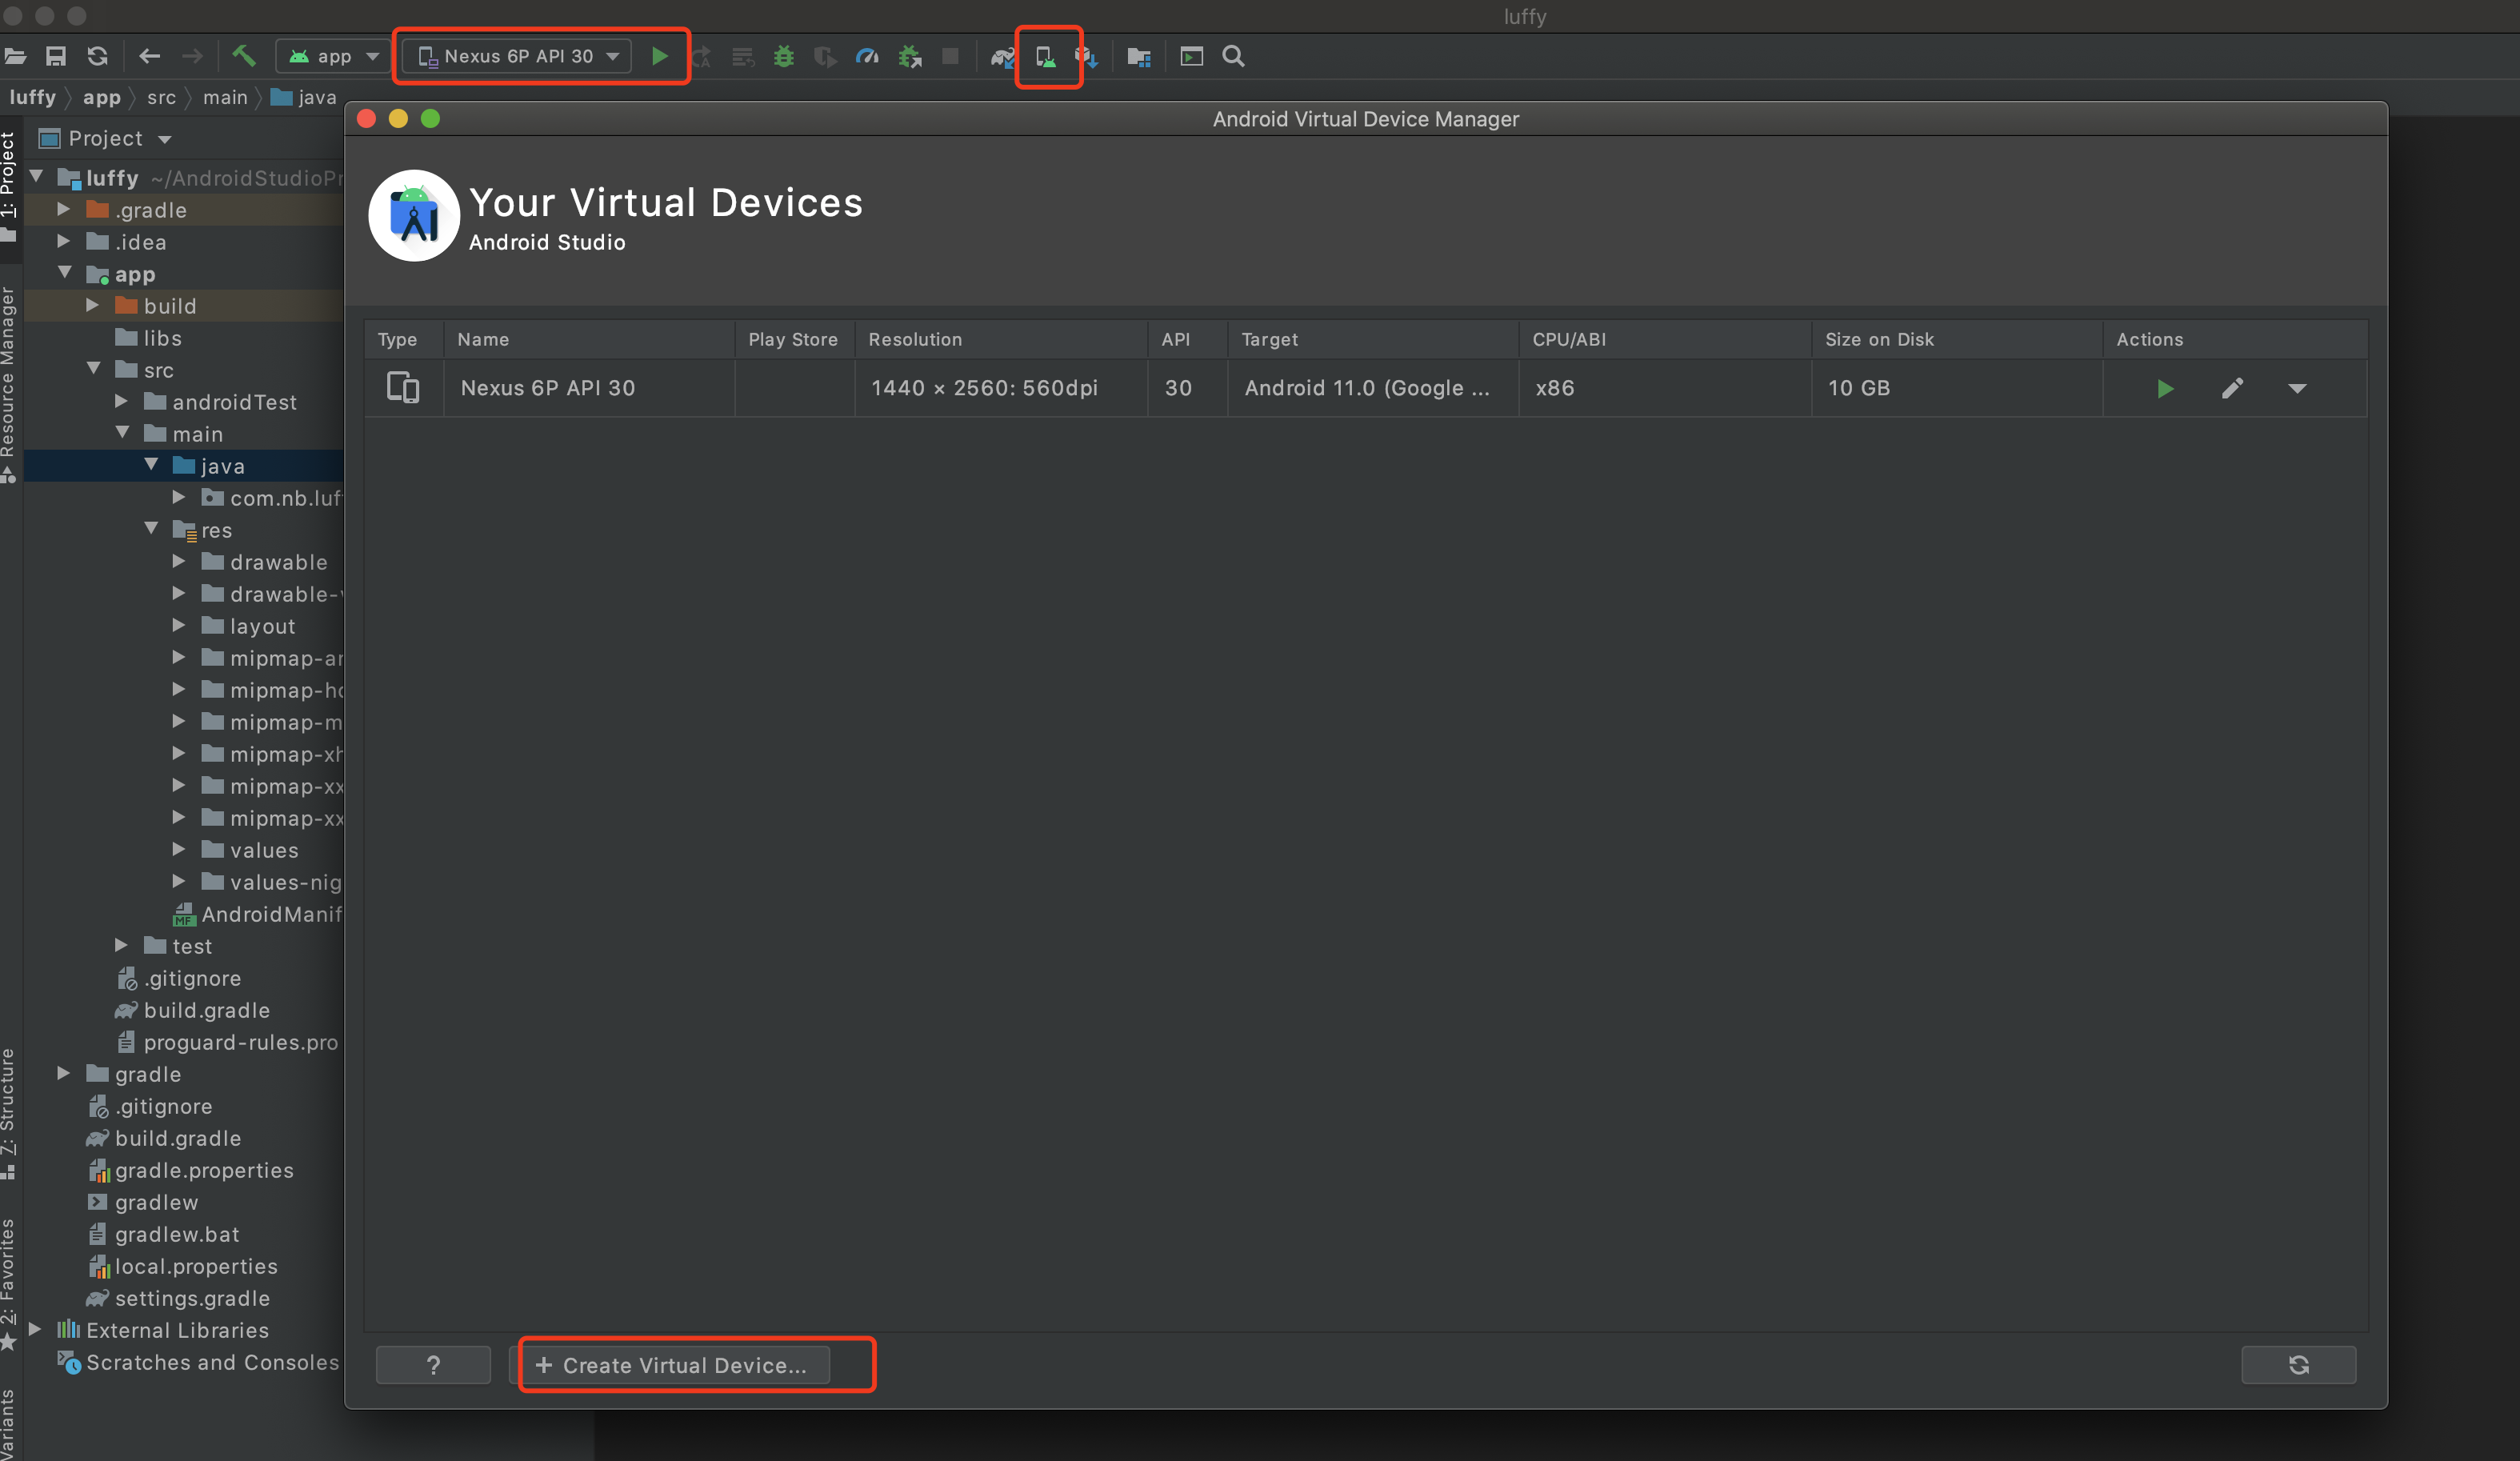 luffy
app
Nexus 6P API 30
luffy
app
src
main
java
Project
luffy ~/AndroidStudioPr
.gradle
.idea
app
build
libs
src
androidTest
main
java
com.nb.luf
res
drawable
drawable-v
layout
mipmap-an
mipmap-hd
mipmap-m
mipmap-xh
mipmap-xx
mipmap-xx
values
values-nig
AndroidManif
test
.gitignore
build.gradle
proguard-rules.pro
gradle
.gitignore
build.gradle
gradle.properties
gradlew
gradlew.bat
local.properties
settings.gradle
External Libraries
Scratches and Consoles
1: Project
Resource Manager
7: Structure
2: Favorites
Variants
Android Virtual Device Manager
Your Virtual Devices
Android Studio
Type Name Play Store Resolution API Target CPU/ABI Size on Disk Actions
Nexus 6P API 30 1440 × 2560: 560dpi 30 Android 11.0 (Google ... x86 10 GB
?
+ Create Virtual Device...